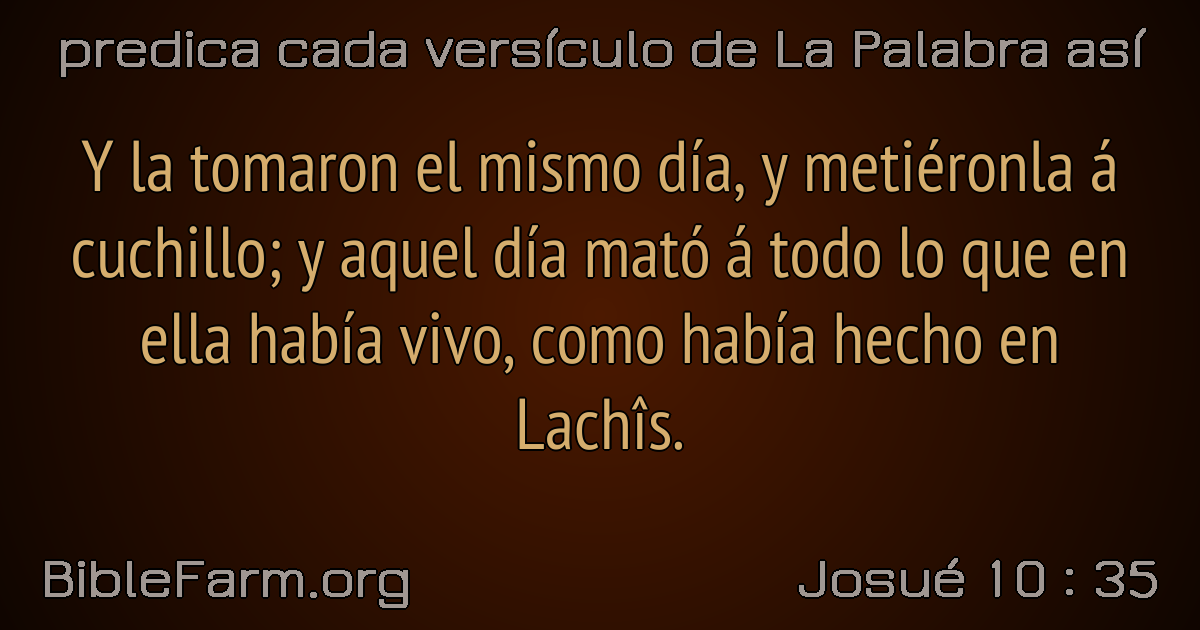 predica cada versículo de La Palabra así
Y la tomaron el mismo día, y metiéronla á
cuchillo; y aquel día mató á todo lo que en
ella había vivo, como había hecho en
Lachîs.
BibleFarm.org
Josué 10 : 35